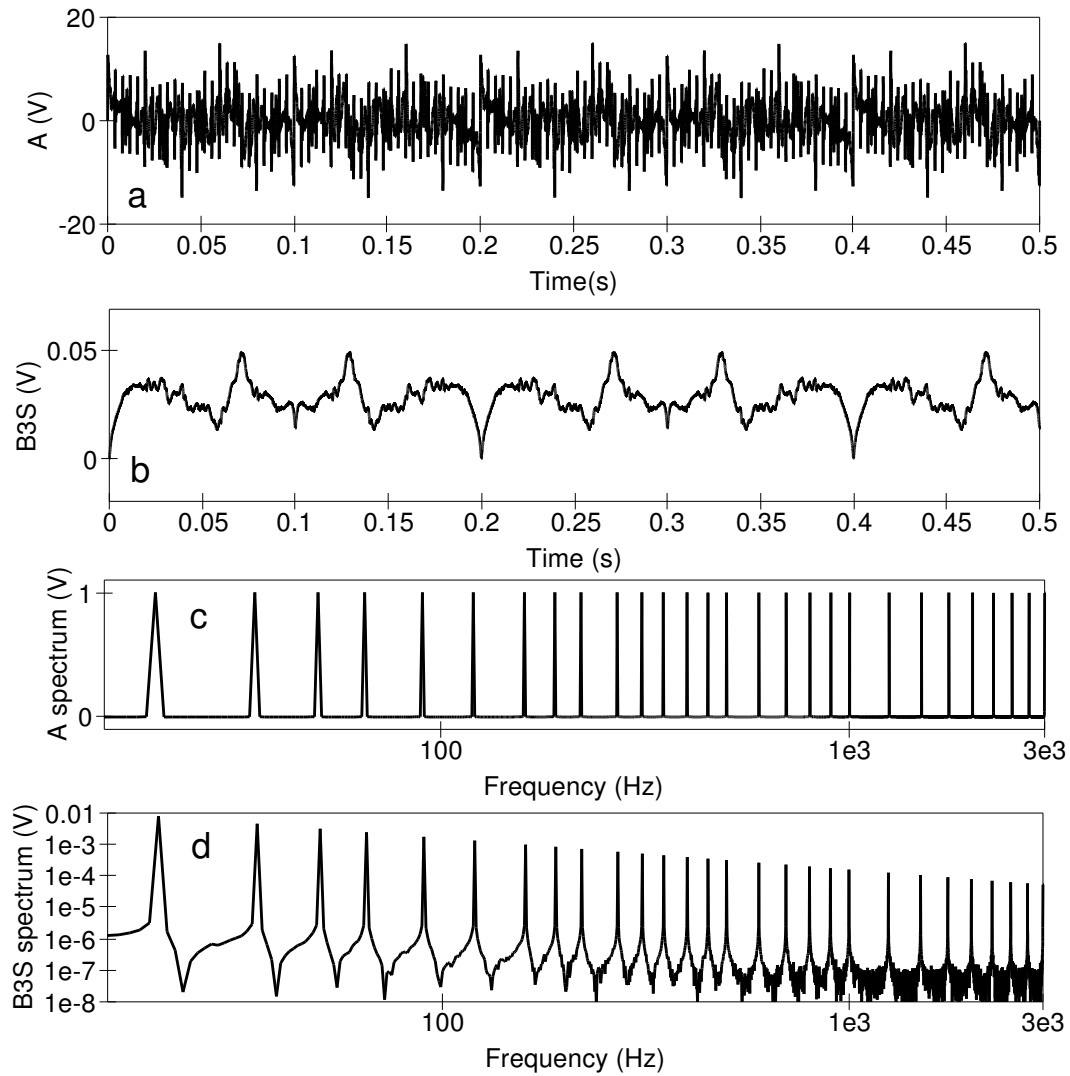 20
0
-20
A (V)
a
0 0.05 0.1 0.15 0.2 0.25 0.3 0.35 0.4 0.45 0.5
Time(s)
0.05
0
B3S (V)
b
0 0.05 0.1 0.15 0.2 0.25 0.3 0.35 0.4 0.45 0.5
Time (s)
1
0
A spectrum (V)
c
100 1e3 3e3
Frequency (Hz)
0.01
1e-3
1e-4
1e-5
1e-6
1e-7
1e-8
B3S spectrum (V)
d
100 1e3 3e3
Frequency (Hz)